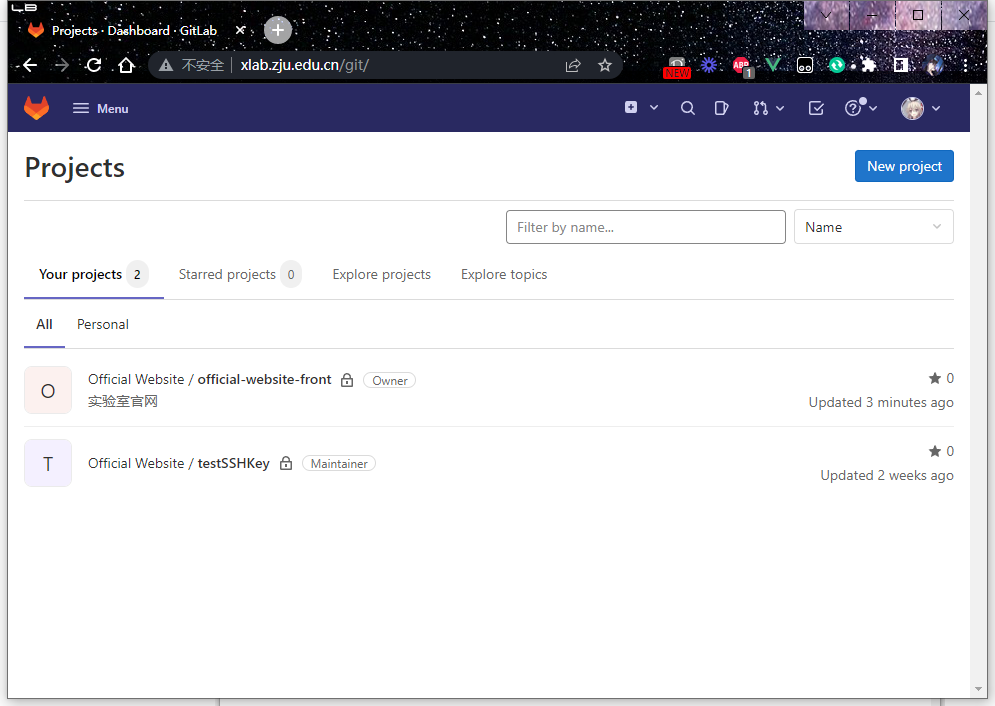 Projects · Dashboard · GitLab
不安全 xlab.zju.edu.cn/git/
NEW
ABP
1
Menu
Projects
New project
Filter by name...
Name
Your projects 2
Starred projects 0
Explore projects
Explore topics
All
Personal
O
Official Website / official-website-front
Owner
0
实验室官网
Updated 3 minutes ago
T
Official Website / testSSHKey
Maintainer
0
Updated 2 weeks ago